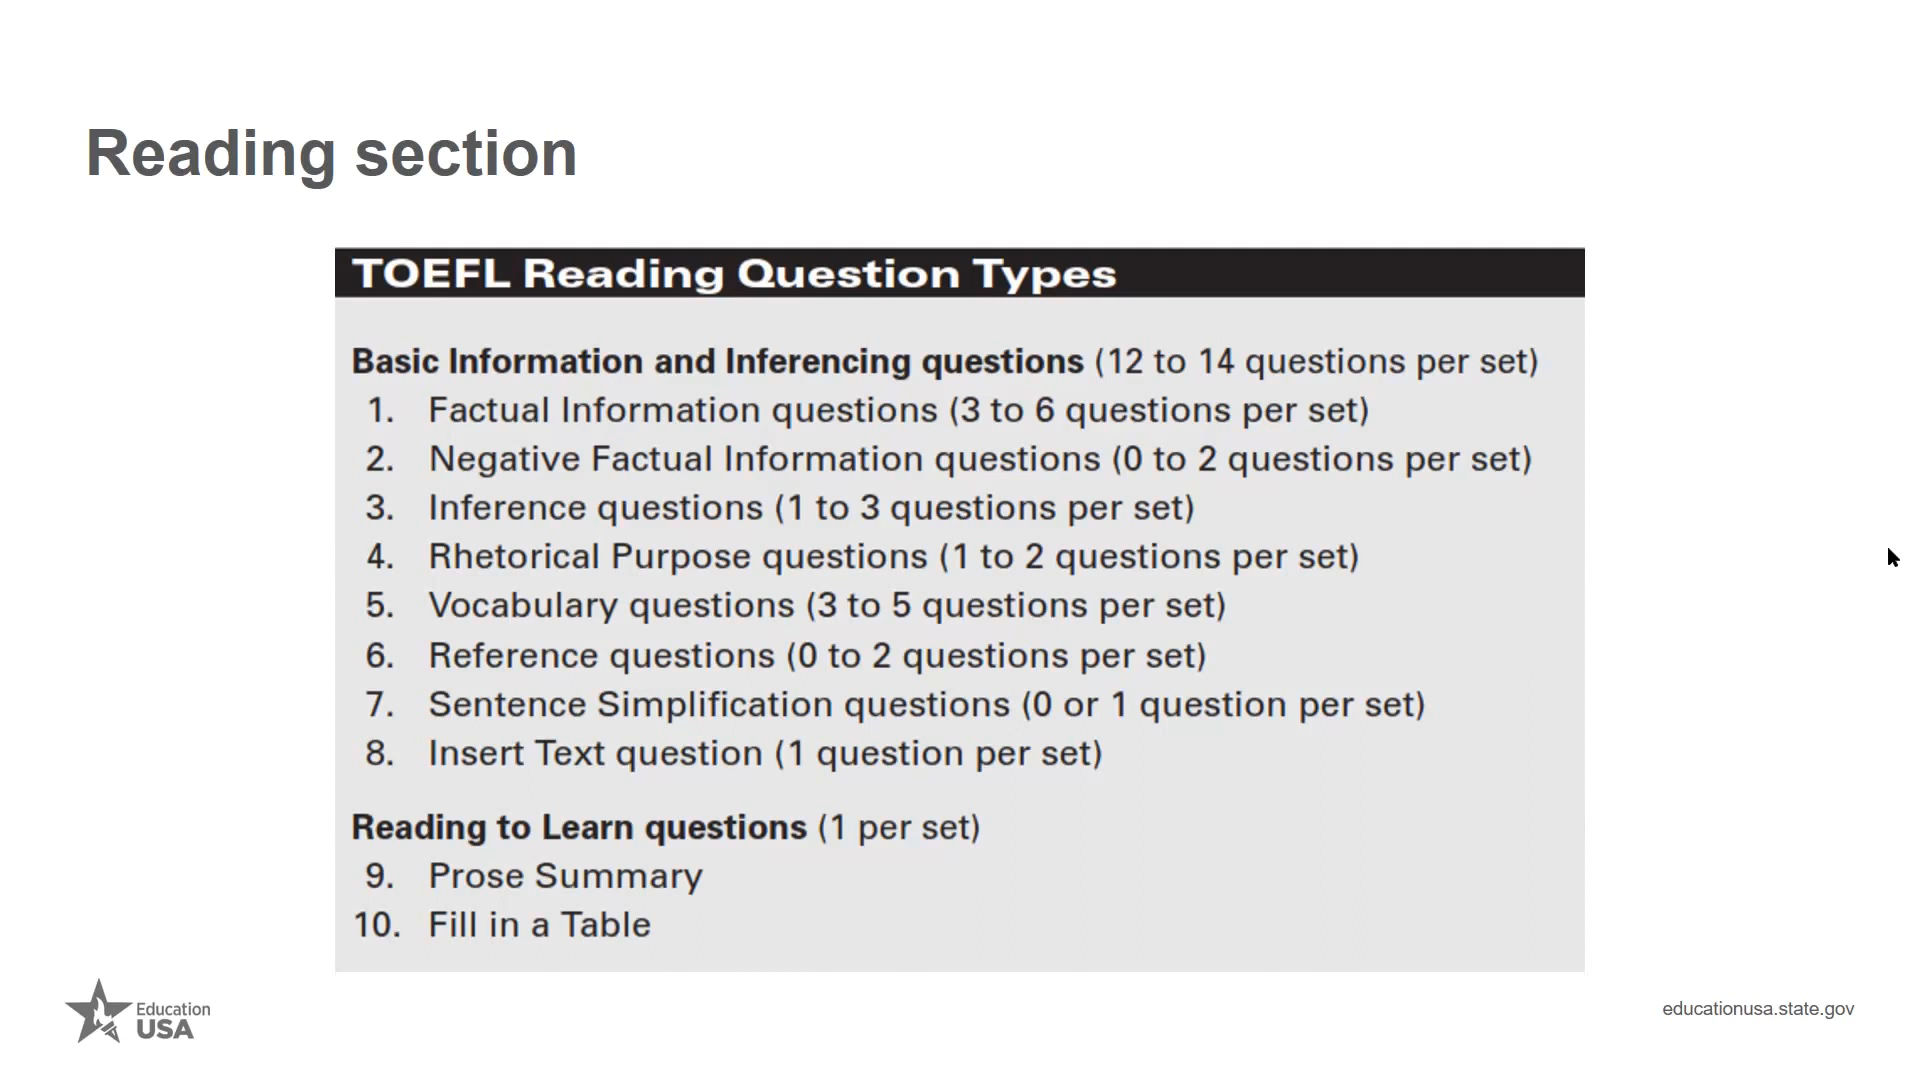 Reading section
TOEFL Reading Question Types
Basic Information and Inferencing questions (12 to 14 questions per set)
1. Factual Information questions (3 to 6 questions per set)
2. Negative Factual Information questions (0 to 2 questions per set)
3. Inference questions (1 to 3 questions per set)
4. Rhetorical Purpose questions (1 to 2 questions per set)
5. Vocabulary questions (3 to 5 questions per set)
6. Reference questions (0 to 2 questions per set)
7. Sentence Simplification questions (0 or 1 question per set)
8. Insert Text question (1 question per set)
Reading to Learn questions (1 per set)
9. Prose Summary
10. Fill in a Table
Education
USA
educationusa.state.gov